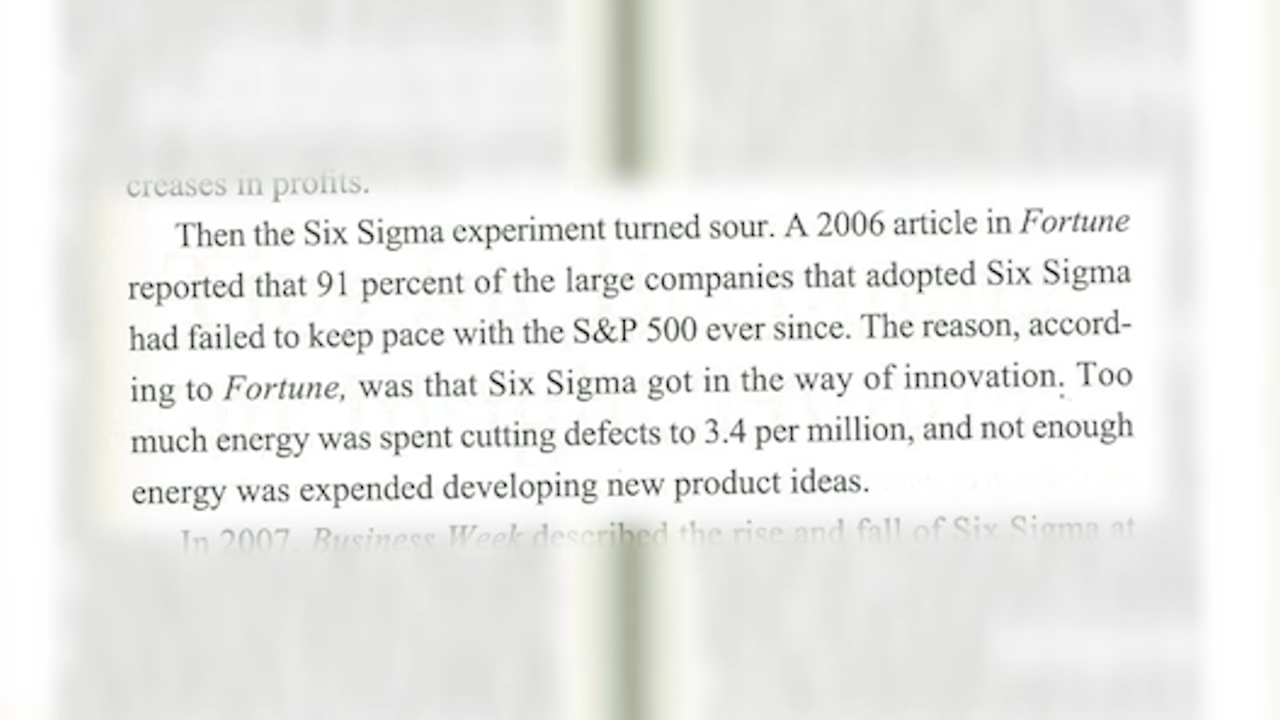 creases in profits.
Then the Six Sigma experiment turned sour. A 2006 article in Fortune
reported that 91 percent of the large companies that adopted Six Sigma
had failed to keep pace with the S&P 500 ever since. The reason, accord-
ing to Fortune, was that Six Sigma got in the way of innovation. Too
much energy was spent cutting defects to 3.4 per million, and not enough
energy was expended developing new product ideas.
In 2007, Business Week described the rise and fall of Six Sigma at